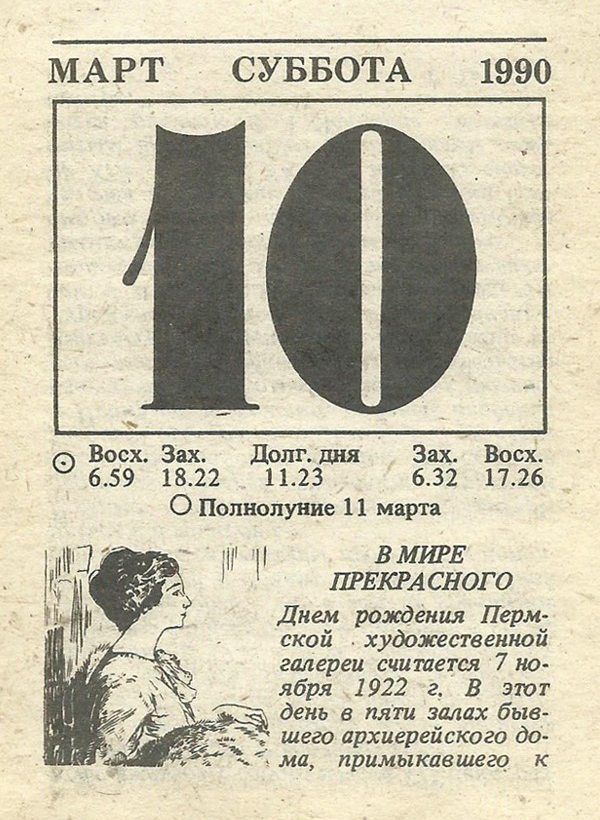 МАРТ СУББОТА 1990
10
Восх. Зах. Долг. дня Зах. Восх.
6.59 18.22 11.23 6.32 17.26
Полнолуние 11 марта
В МИРЕ
ПРЕКРАСНОГО
Днем рождения Перм-
ской художественной
галереи считается 7 но-
ября 1922 г. В этот
день в пяти залах быв-
шего архиерейского до-
ма, примыкавшего к